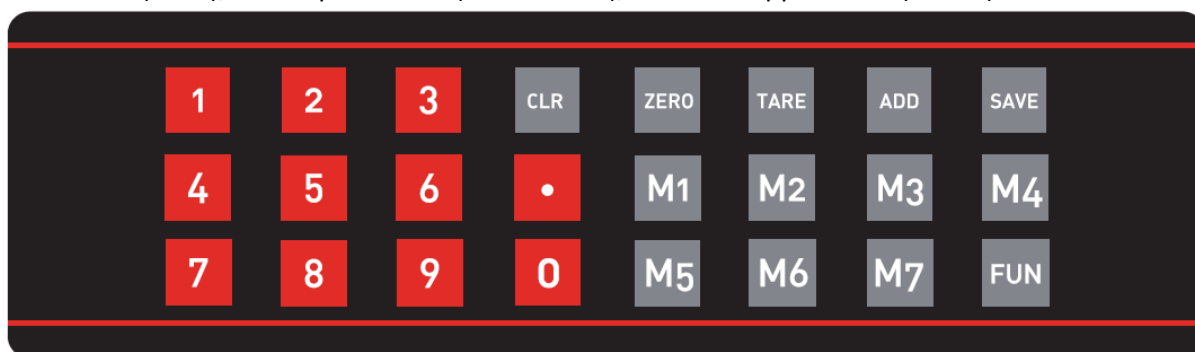 1 2 3 CLR ZERO TARE ADD SAVE
4 5 6 • M1 M2 M3 M4
7 8 9 0 M5 M6 M7 FUN